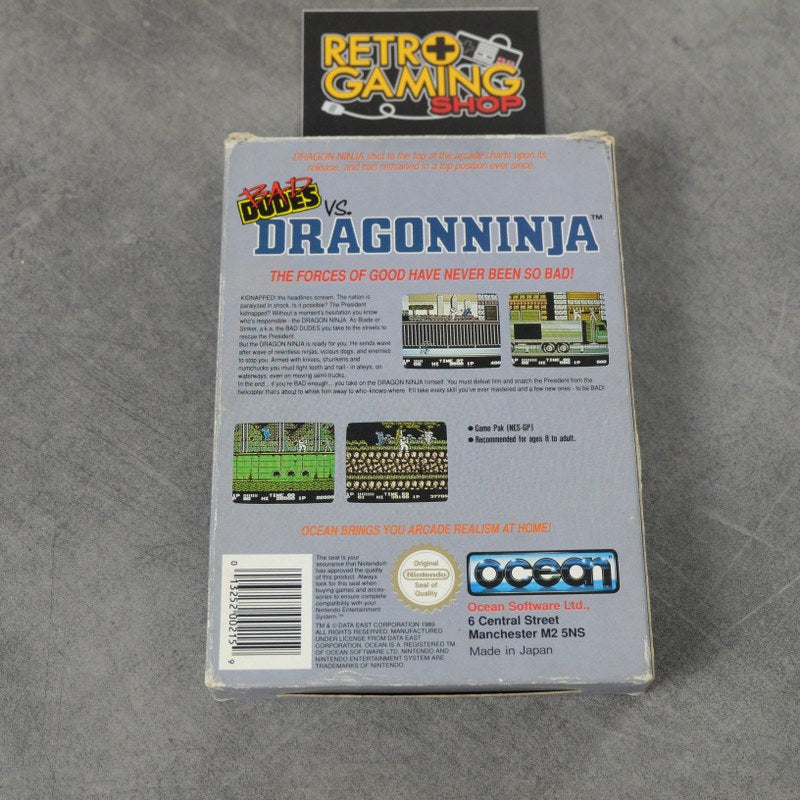 RETRO
GAMING
SHOP
DRAGON NINJA shot to the top of the arcade charts upon its
release, and has remained in a top position ever since.
BAD
DUDES VS.
DRAGONNINJA™
THE FORCES OF GOOD HAVE NEVER BEEN SO BAD!
KIDNAPPED! the headlines scream. The nation is
paralyzed in shock. Is it possible? The President
kidnapped? Without a moment's hesitation you know
who's responsible - the DRAGON NINJA. As Blade or
Striker, a.k.a. the BAD DUDES you take to the streets to
rescue the President.
But the DRAGON NINJA is ready for you. He sends wave
after wave of relentless ninjas, vicious dogs, and enemies
to stop you. Armed with knives, shurikens and
numchucks you must fight tooth and nail - in alleys, on
waterways, even on moving semi-trucks.
In the end... if you're BAD enough... you take on the DRAGON NINJA himself. You must defeat him and snatch the President from the
helicopter that's about to whisk him away to who-knows-where. It'll take every skill you've ever mastered and a few new ones - to be BAD!
• Game Pak (NES-GP)
• Recommended for ages 8 to adult.
OCEAN BRINGS YOU ARCADE REALISM AT HOME!
0 13252 00215 9
The seal is your
assurance that Nintendo®
has approved the quality
of this product. Always
look for this seal when
buying games and acces-
sories to ensure complete
compatibility with your
Nintendo Entertainment
System.™
TM & © DATA EAST CORPORATION 1989
ALL RIGHTS RESERVED. MANUFACTURED
UNDER LICENSE FROM DATA EAST
CORPORATION. OCEAN IS A REGISTERED TM
OF OCEAN SOFTWARE LTD. NINTENDO AND
NINTENDO ENTERTAINMENT SYSTEM ARE
TRADEMARKS OF NINTENDO.
Original
Nintendo
Seal of
Quality
ocean
Ocean Software Ltd.,
6 Central Street
Manchester M2 5NS
Made in Japan